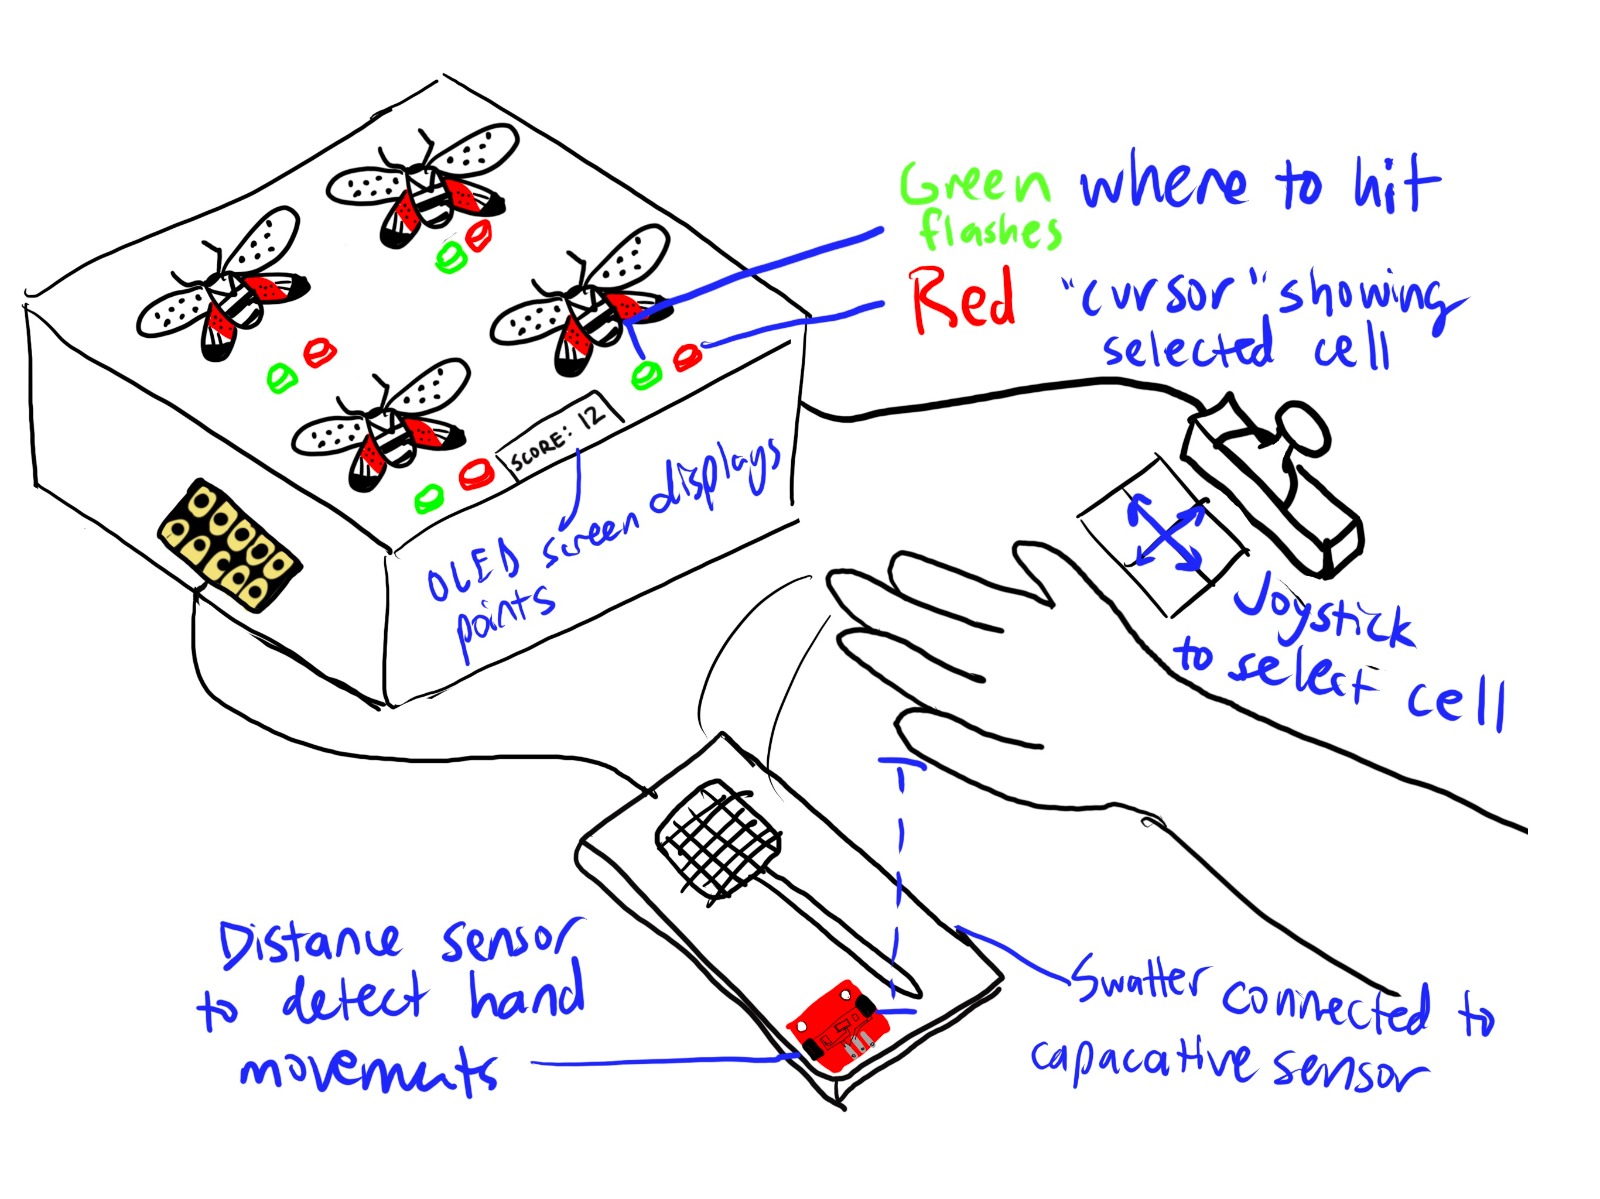 Green where to hit
flashes
Red "cursor" showing
selected cell
SCORE: 12
OLED screen displays
points
Joystick
to select cell
Distance sensor
to detect hand
movements
Swatter connected to
capacative sensor